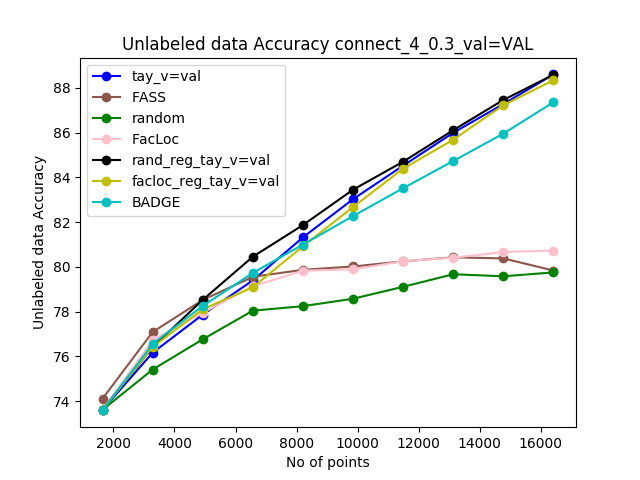 Unlabeled data Accuracy connect_4_0.3_val=VAL
tay_v=val
FASS
random
FacLoc
rand_reg_tay_v=val
facloc_reg_tay_v=val
BADGE
Unlabeled data Accuracy
88
86
84
82
80
78
76
74
2000 4000 6000 8000 10000 12000 14000 16000
No of points